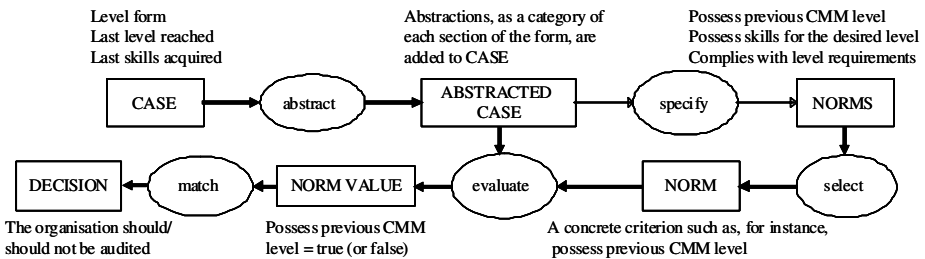 Level form
Last level reached
Last skills acquired
Abstractions, as a category of
each section of the form, are
added to CASE
Possess previous CMM level
Possess skills for the desired level
Complies with level requirements
CASE
abstract
ABSTRACTED
CASE
specify
NORMS
DECISION
match
NORM VALUE
evaluate
NORM
select
The organisation should/
should not be audited
Possess previous CMM
level = true (or false)
A concrete criterion such as, for instance,
possess previous CMM level